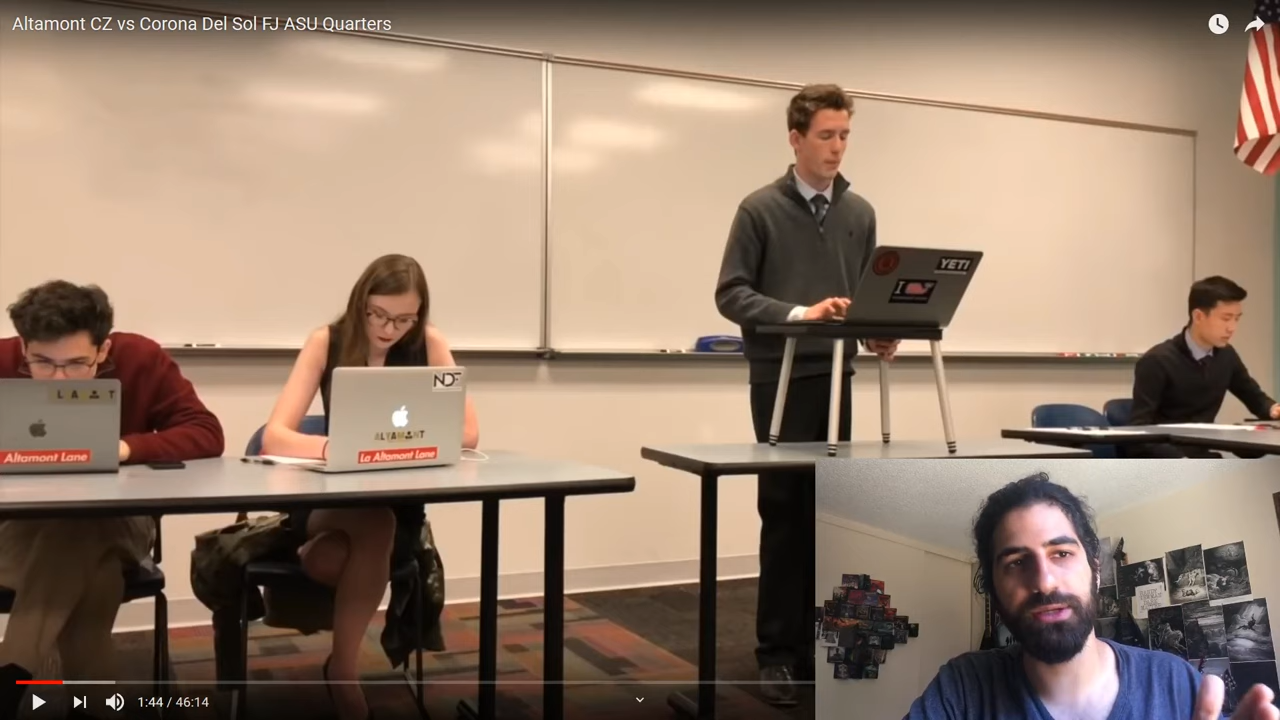 Altamont CZ vs Corona Del Sol FJ ASU Quarters
YETI
I
NDF
ALTAMONT
La Altamont Lane
Altamont Lane
1:44 / 46:14